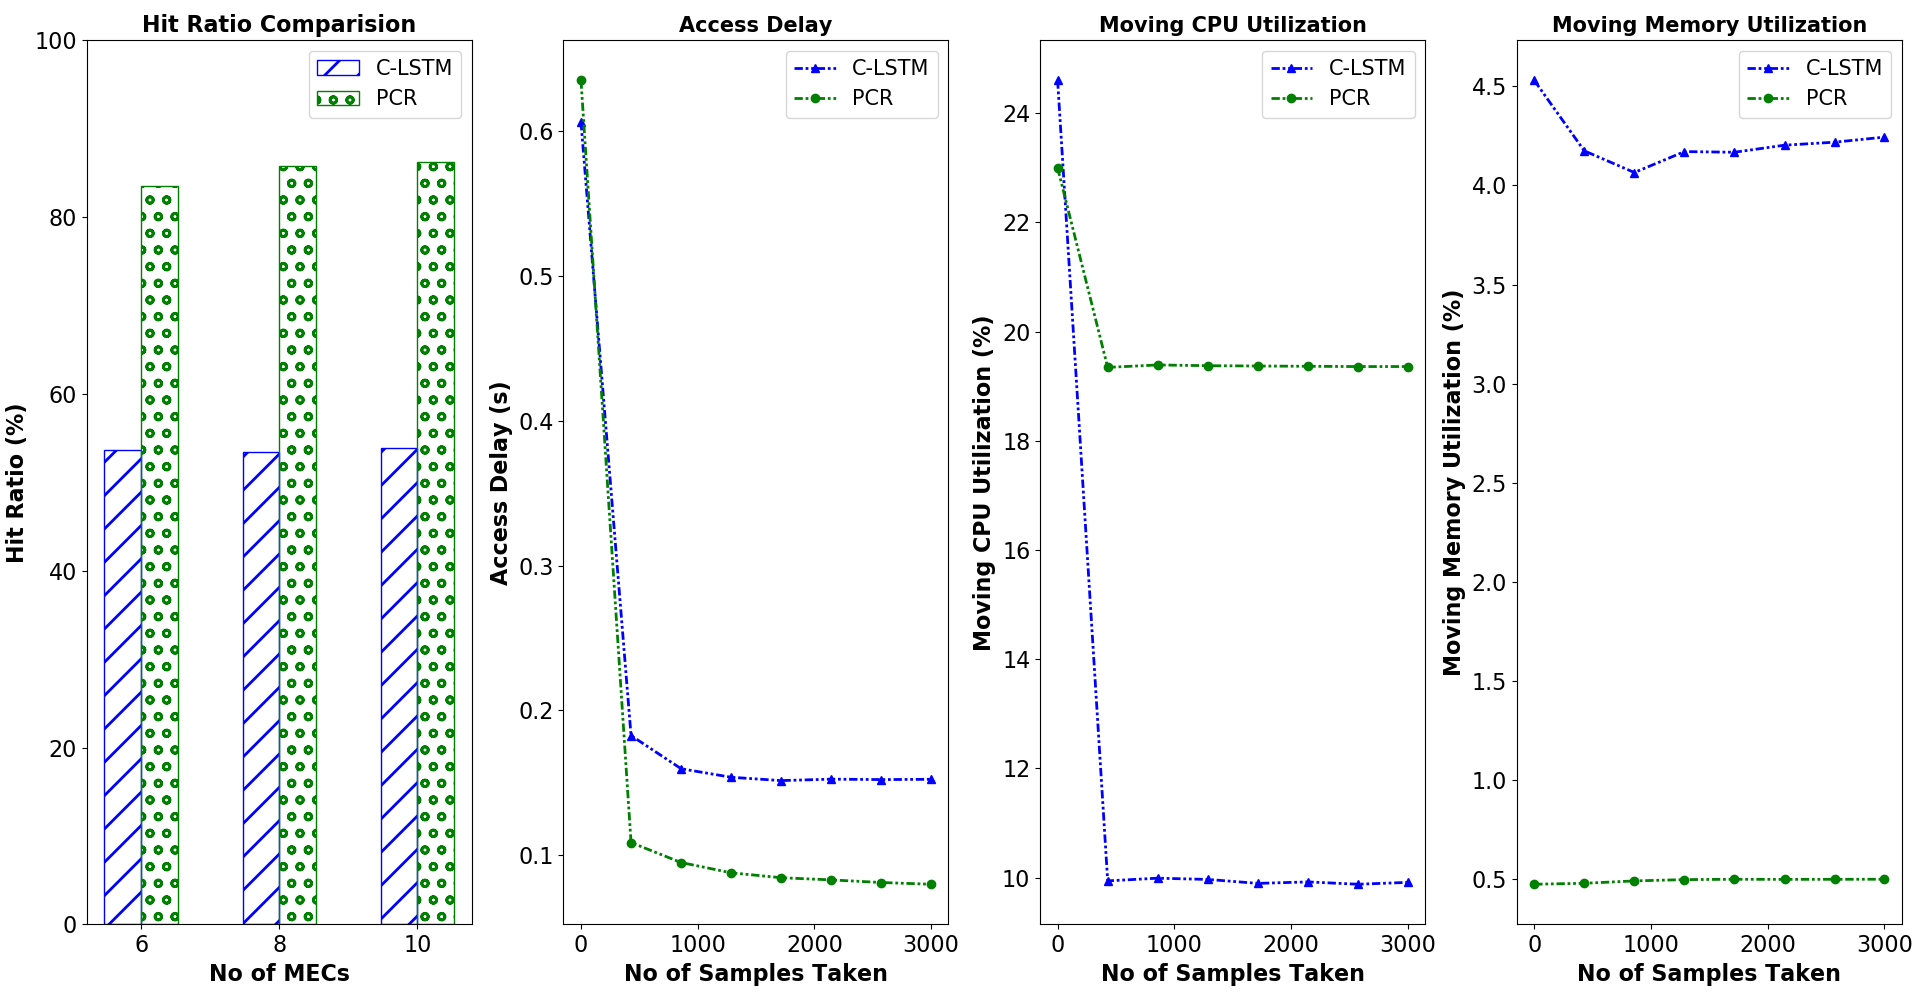 Hit Ratio Comparision
C-LSTM
PCR
100
80
60
40
20
0
Hit Ratio (%)
6 8 10
No of MECs
Access Delay
C-LSTM
PCR
0.6
0.5
0.4
0.3
0.2
0.1
Access Delay (s)
0 1000 2000 3000
No of Samples Taken
Moving CPU Utilization
C-LSTM
PCR
24
22
20
18
16
14
12
10
Moving CPU Utilization (%)
0 1000 2000 3000
No of Samples Taken
Moving Memory Utilization
C-LSTM
PCR
4.5
4.0
3.5
3.0
2.5
2.0
1.5
1.0
0.5
Moving Memory Utilization (%)
0 1000 2000 3000
No of Samples Taken